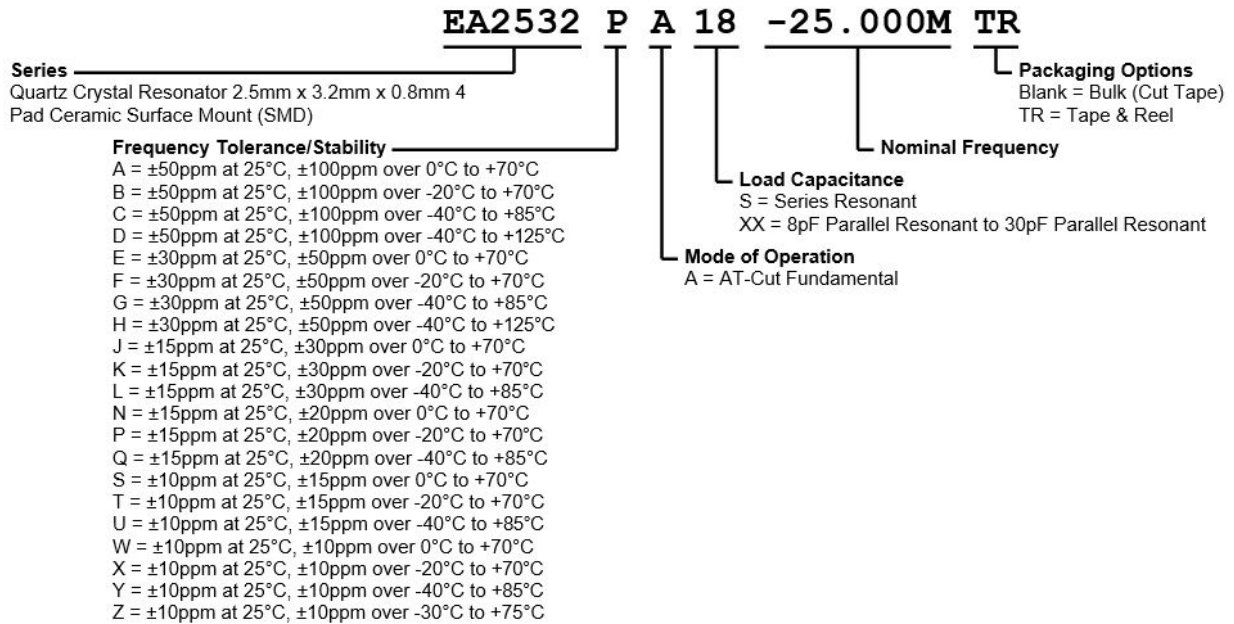 EA2532 P A 18 -25.000M TR
Series
Quartz Crystal Resonator 2.5mm x 3.2mm x 0.8mm 4
Pad Ceramic Surface Mount (SMD)
Frequency Tolerance/Stability
A = ±50ppm at 25°C, ±100ppm over 0°C to +70°C
B = ±50ppm at 25°C, ±100ppm over -20°C to +70°C
C = ±50ppm at 25°C, ±100ppm over -40°C to +85°C
D = ±50ppm at 25°C, ±100ppm over -40°C to +125°C
E = ±30ppm at 25°C, ±50ppm over 0°C to +70°C
F = ±30ppm at 25°C, ±50ppm over -20°C to +70°C
G = ±30ppm at 25°C, ±50ppm over -40°C to +85°C
H = ±30ppm at 25°C, ±50ppm over -40°C to +125°C
J = ±15ppm at 25°C, ±30ppm over 0°C to +70°C
K = ±15ppm at 25°C, ±30ppm over -20°C to +70°C
L = ±15ppm at 25°C, ±30ppm over -40°C to +85°C
N = ±15ppm at 25°C, ±20ppm over 0°C to +70°C
P = ±15ppm at 25°C, ±20ppm over -20°C to +70°C
Q = ±15ppm at 25°C, ±20ppm over -40°C to +85°C
S = ±10ppm at 25°C, ±15ppm over 0°C to +70°C
T = ±10ppm at 25°C, ±15ppm over -20°C to +70°C
U = ±10ppm at 25°C, ±15ppm over -40°C to +85°C
W = ±10ppm at 25°C, ±10ppm over 0°C to +70°C
X = ±10ppm at 25°C, ±10ppm over -20°C to +70°C
Y = ±10ppm at 25°C, ±10ppm over -40°C to +85°C
Z = ±10ppm at 25°C, ±10ppm over -30°C to +75°C
Mode of Operation
A = AT-Cut Fundamental
Load Capacitance
S = Series Resonant
XX = 8pF Parallel Resonant to 30pF Parallel Resonant
Nominal Frequency
Packaging Options
Blank = Bulk (Cut Tape)
TR = Tape & Reel